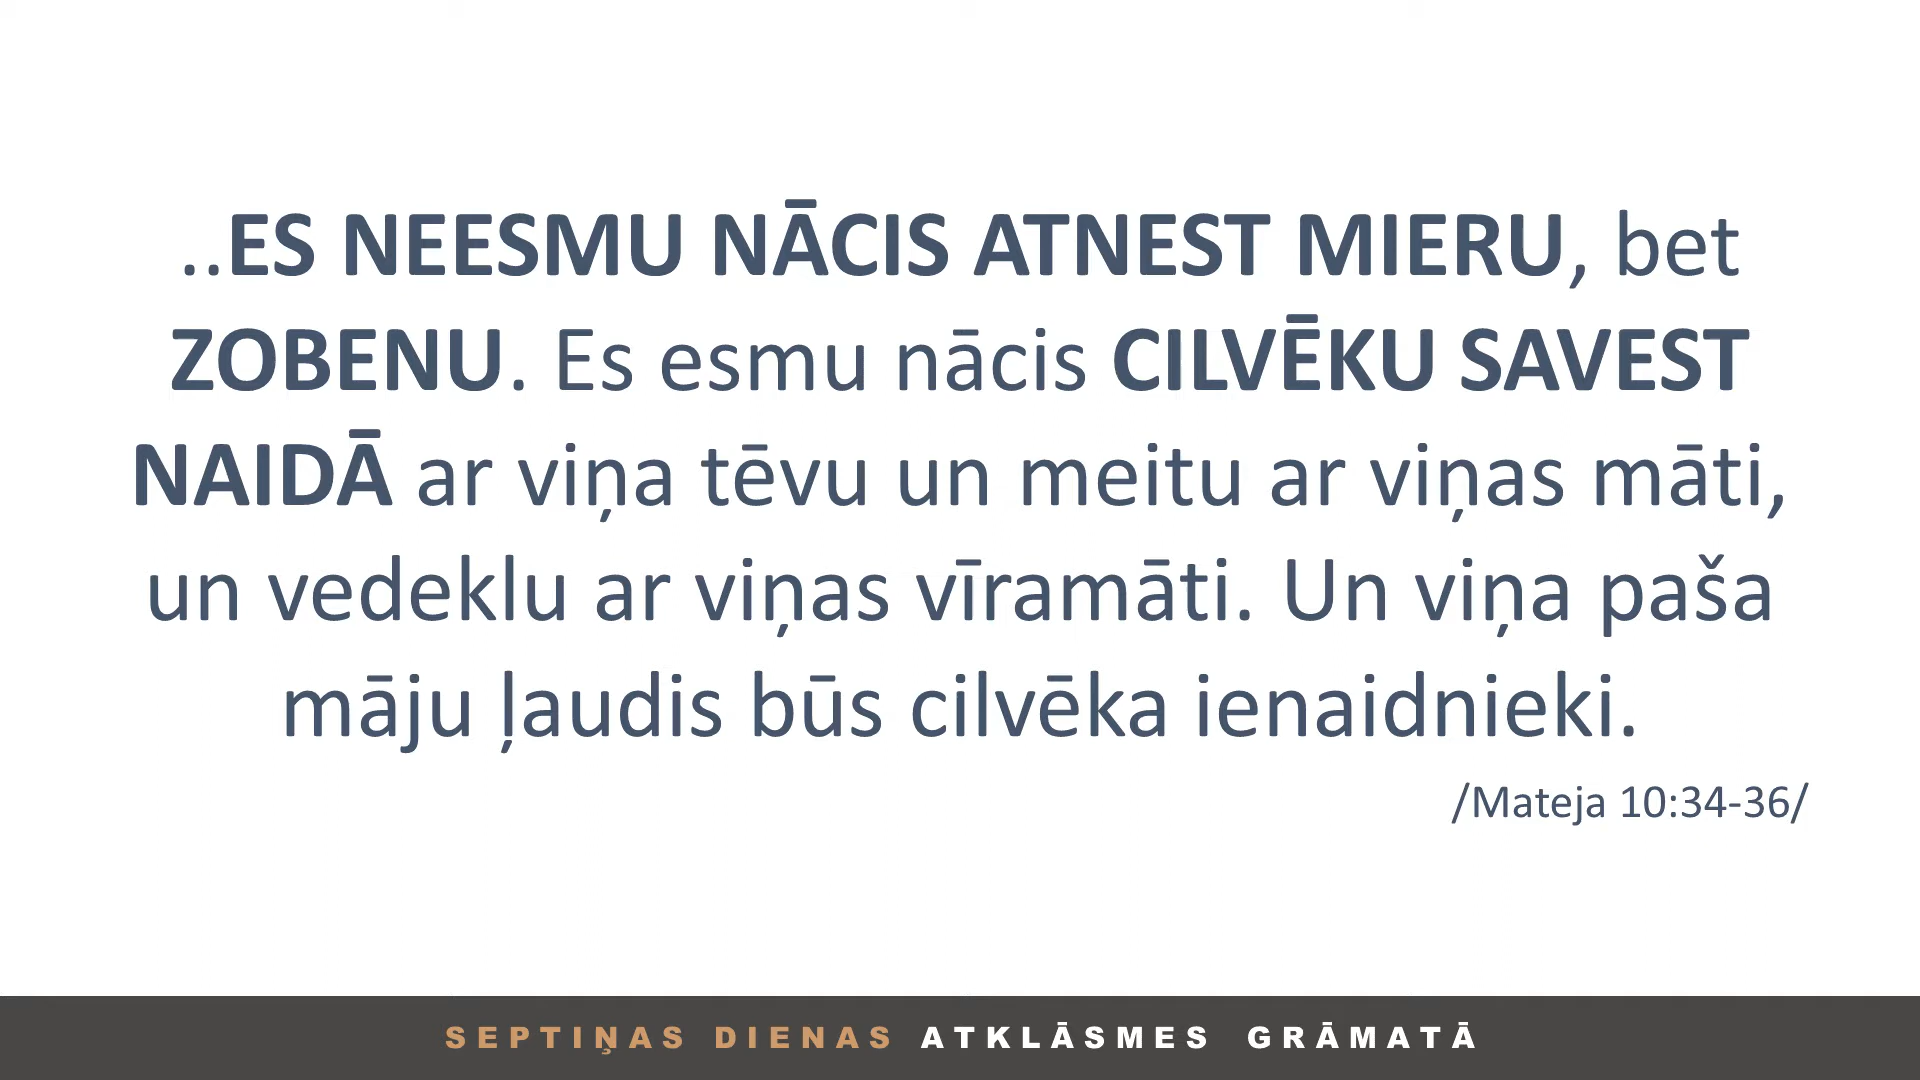 ..ES NEESMU NĀCIS ATNEST MIERU, bet
ZOBENU. Es esmu nācis CILVĒKU SAVEST
NAIDĀ ar viņa tēvu un meitu ar viņas māti,
un vedeklu ar viņas vīramāti. Un viņa paša
māju ļaudis būs cilvēka ienaidnieki.
/Mateja 10:34-36/
SEPTIŅAS DIENAS ATKLĀSMES GRĀMATĀ